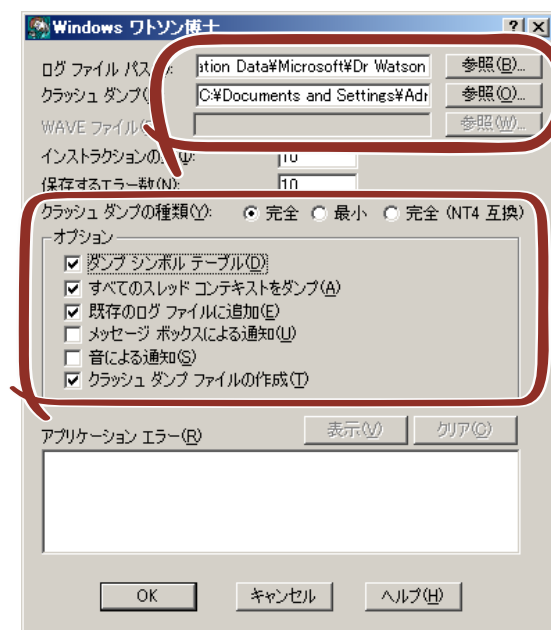 Windows ワトソン博士
ログ ファイル パス
ation Data¥Microsoft¥Dr Watson
参照(B)...
クラッシュ ダンプ(
C:¥Documents and Settings¥Adr
参照(O)...
WAVE ファイル(
参照(W)...
インストラクションの
10
保存するエラー数(N):
10
クラッシュ ダンプの種類(Y): 完全 最小 完全 (NT4 互換)
オプション
ダンプ シンボル テーブル(D)
すべてのスレッド コンテキストをダンプ(A)
既存のログ ファイルに追加(E)
メッセージ ボックスによる通知(U)
音による通知(S)
クラッシュ ダンプ ファイルの作成(T)
アプリケーション エラー(R)
表示(V)
クリア(C)
OK
キャンセル
ヘルプ(H)